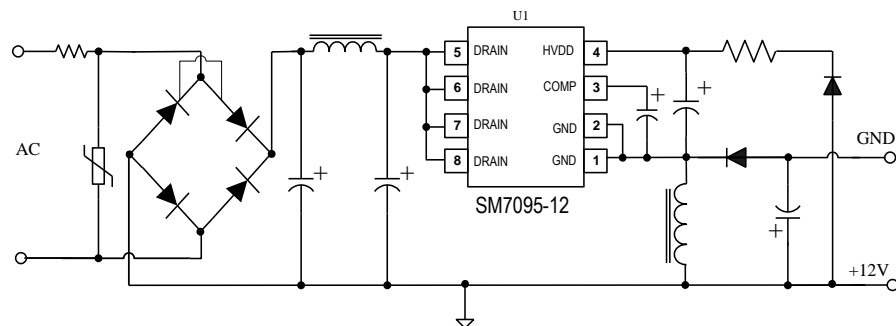 U1
5 DRAIN HVDD 4
6 DRAIN COMP 3
7 DRAIN GND 2
8 DRAIN GND 1
SM7095-12
AC
GND
+12V
+
+
+
+
+